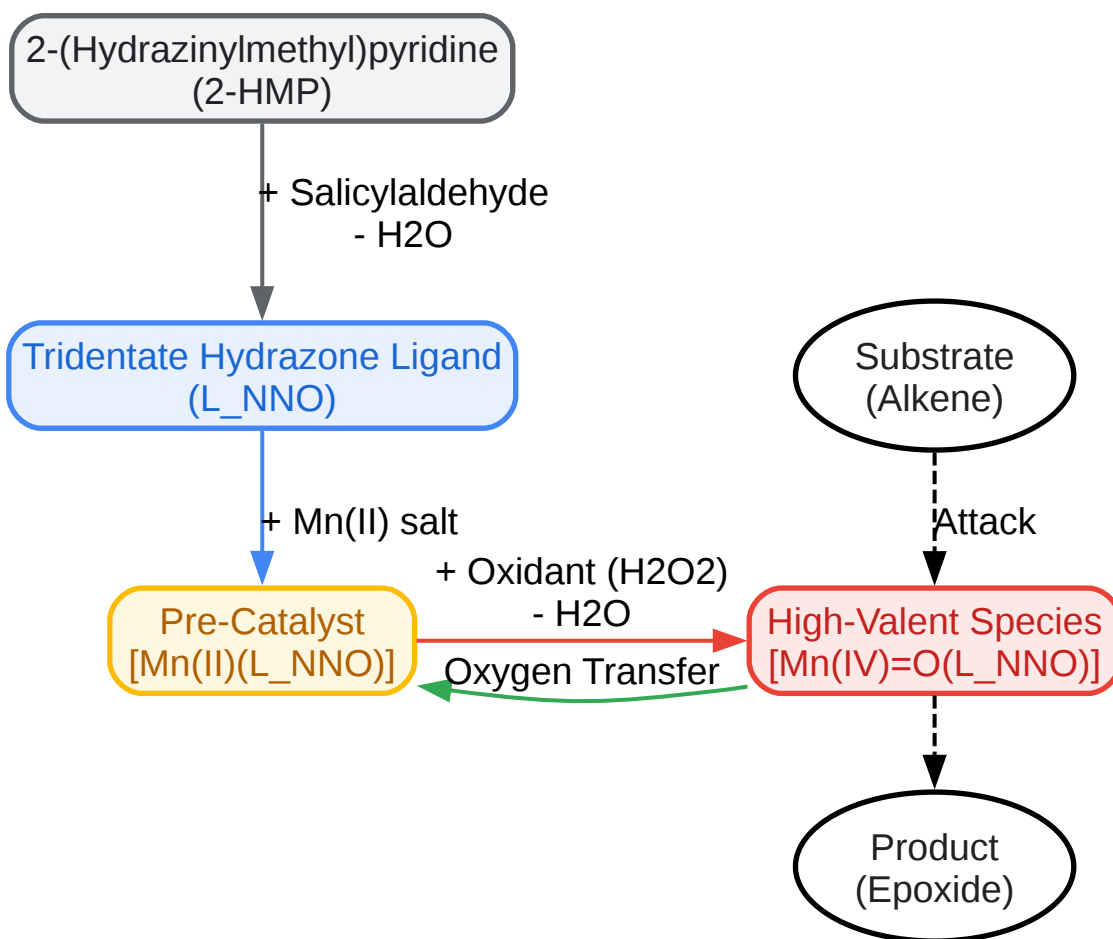 2-(Hydrazinylmethyl)pyridine
(2-HMP)
+ Salicylaldehyde
- H2O
Tridentate Hydrazone Ligand
(L_NNO)
Substrate
(Alkene)
+ Mn(II) salt
Attack
+ Oxidant (H2O2)
- H2O
Pre-Catalyst
[Mn(II)(L_NNO)]
High-Valent Species
[Mn(IV)=O(L_NNO)]
Oxygen Transfer
Product
(Epoxide)